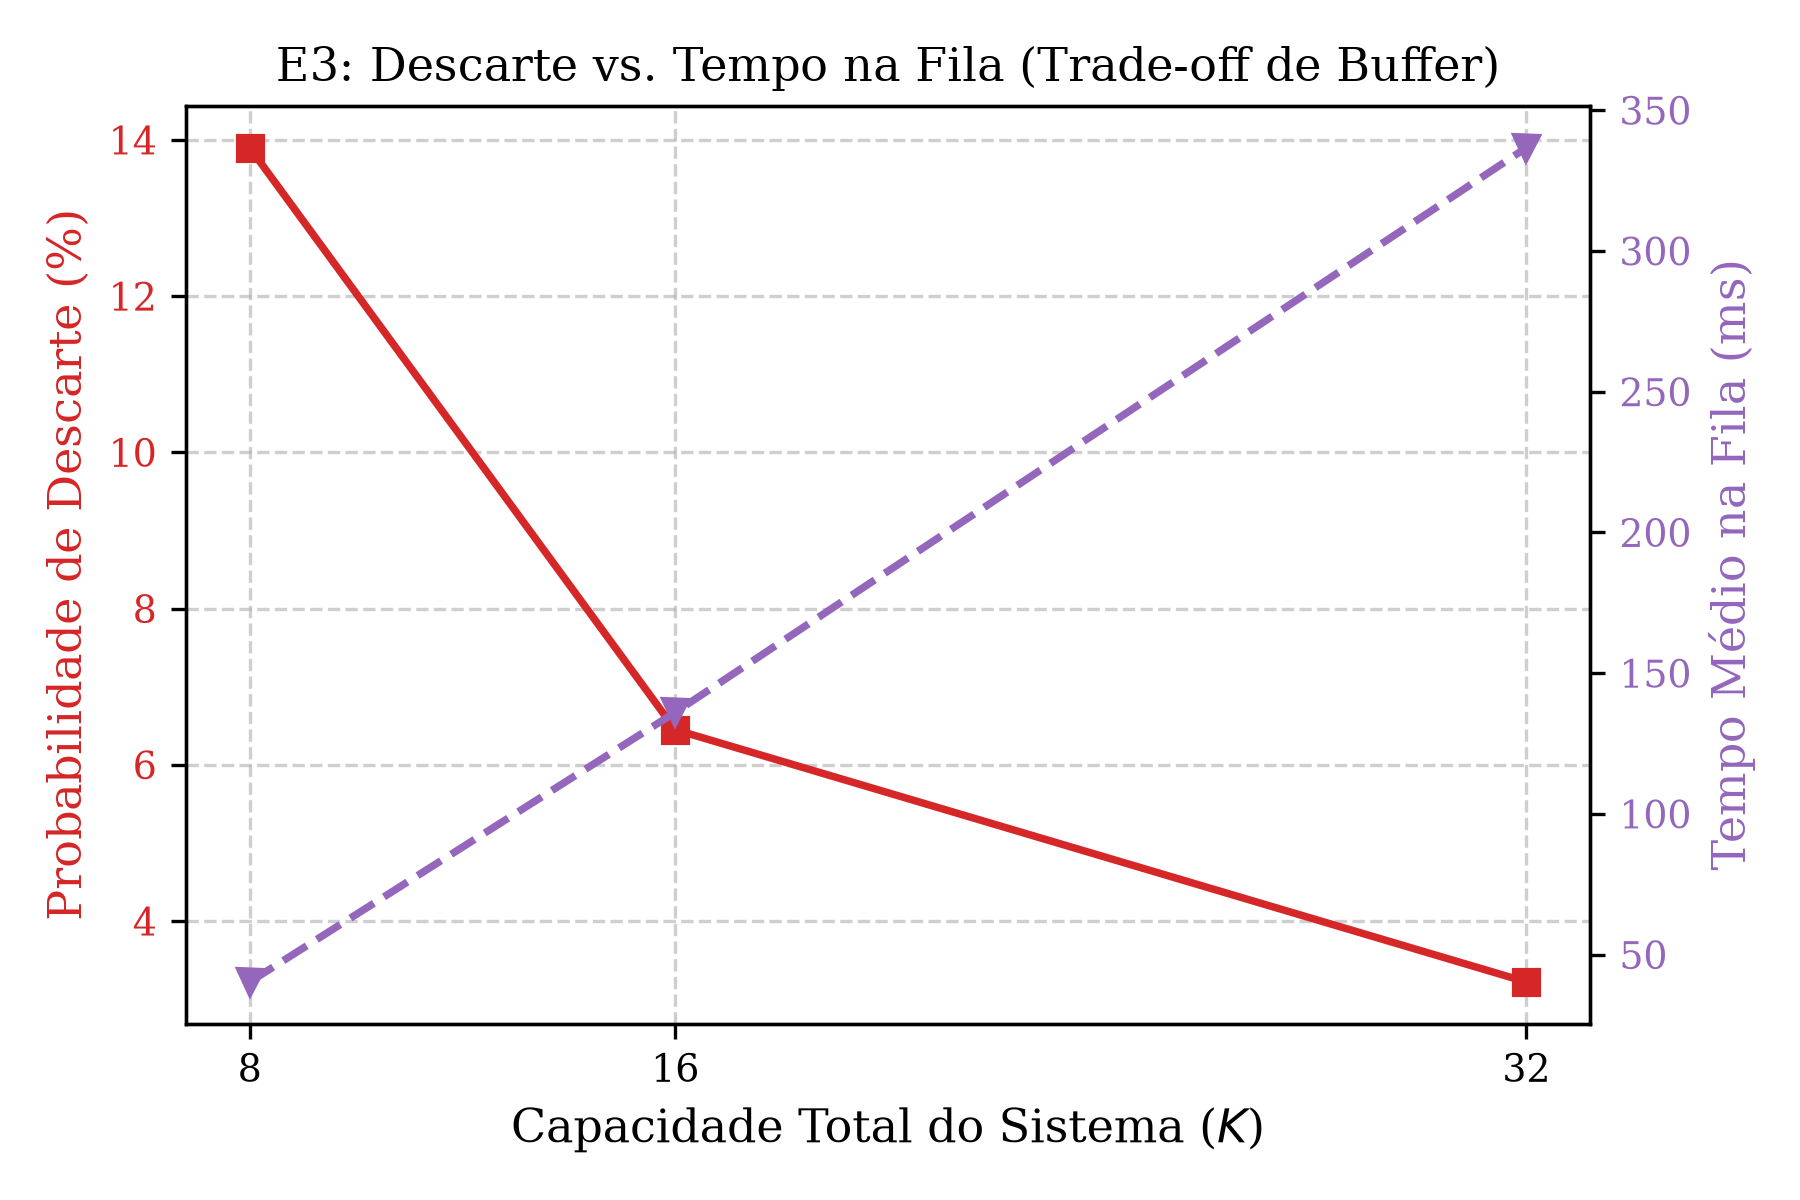 E3: Descarte vs. Tempo na Fila (Trade-off de Buffer)
Probabilidade de Descarte (%)
14
12
10
8
6
4
350
300
250
200
150
100
50
Tempo Médio na Fila (ms)
8 16 32
Capacidade Total do Sistema (K)